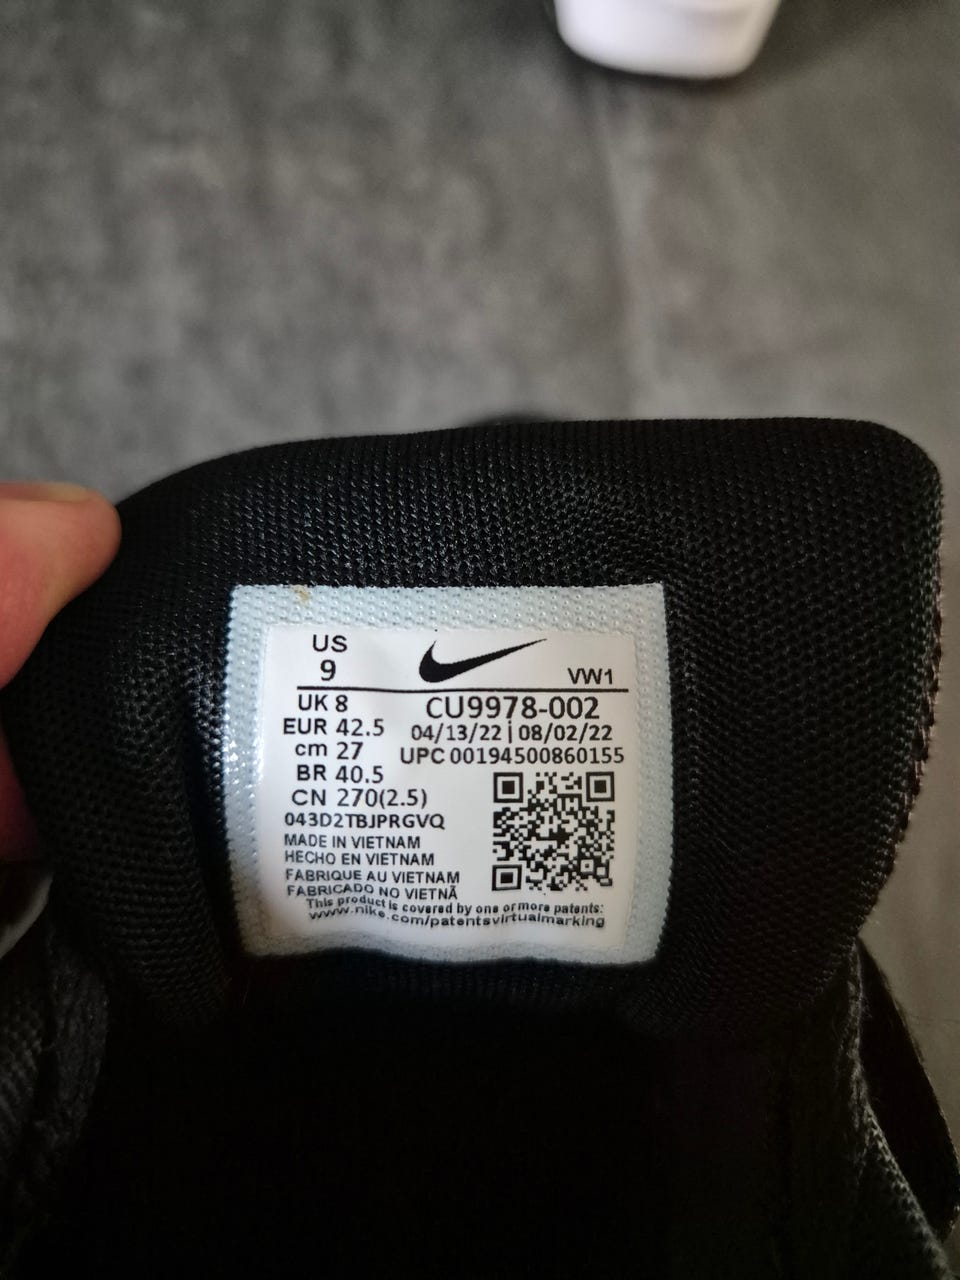 US
9
VW1
UK 8
EUR 42.5
cm 27
BR 40.5
CN 270(2.5)
CU9978-002
04/13/22 | 08/02/22
UPC 00194500860155
043D2TBJPRGVQ
MADE IN VIETNAM
HECHO EN VIETNAM
FABRIQUE AU VIETNAM
FABRICADO NO VIETNÃ
This product is covered by one or more patents:
www.nike.com/patentsvirtualmarking